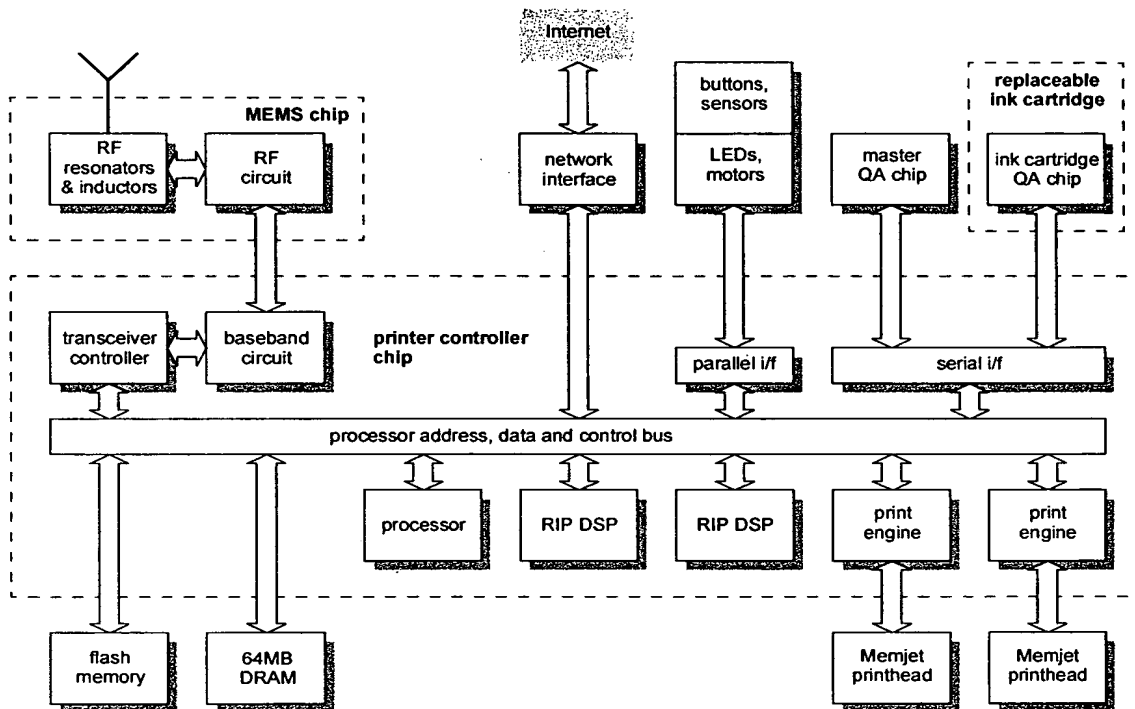 Internet
MEMS chip
RF
resonators
& inductors
RF
circuit
network
interface
buttons,
sensors
LEDs,
motors
master
QA chip
replaceable
ink cartridge
ink cartridge
QA chip
transceiver
controller
baseband
circuit
printer controller
chip
parallel i/f
serial i/f
processor address, data and control bus
processor
RIP DSP
RIP DSP
print
engine
print
engine
flash
memory
64MB
DRAM
Memjet
printhead
Memjet
printhead